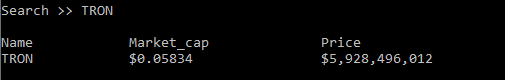 Search >> TRON
Name Market_cap Price
TRON $0.05834 $5,928,496,012